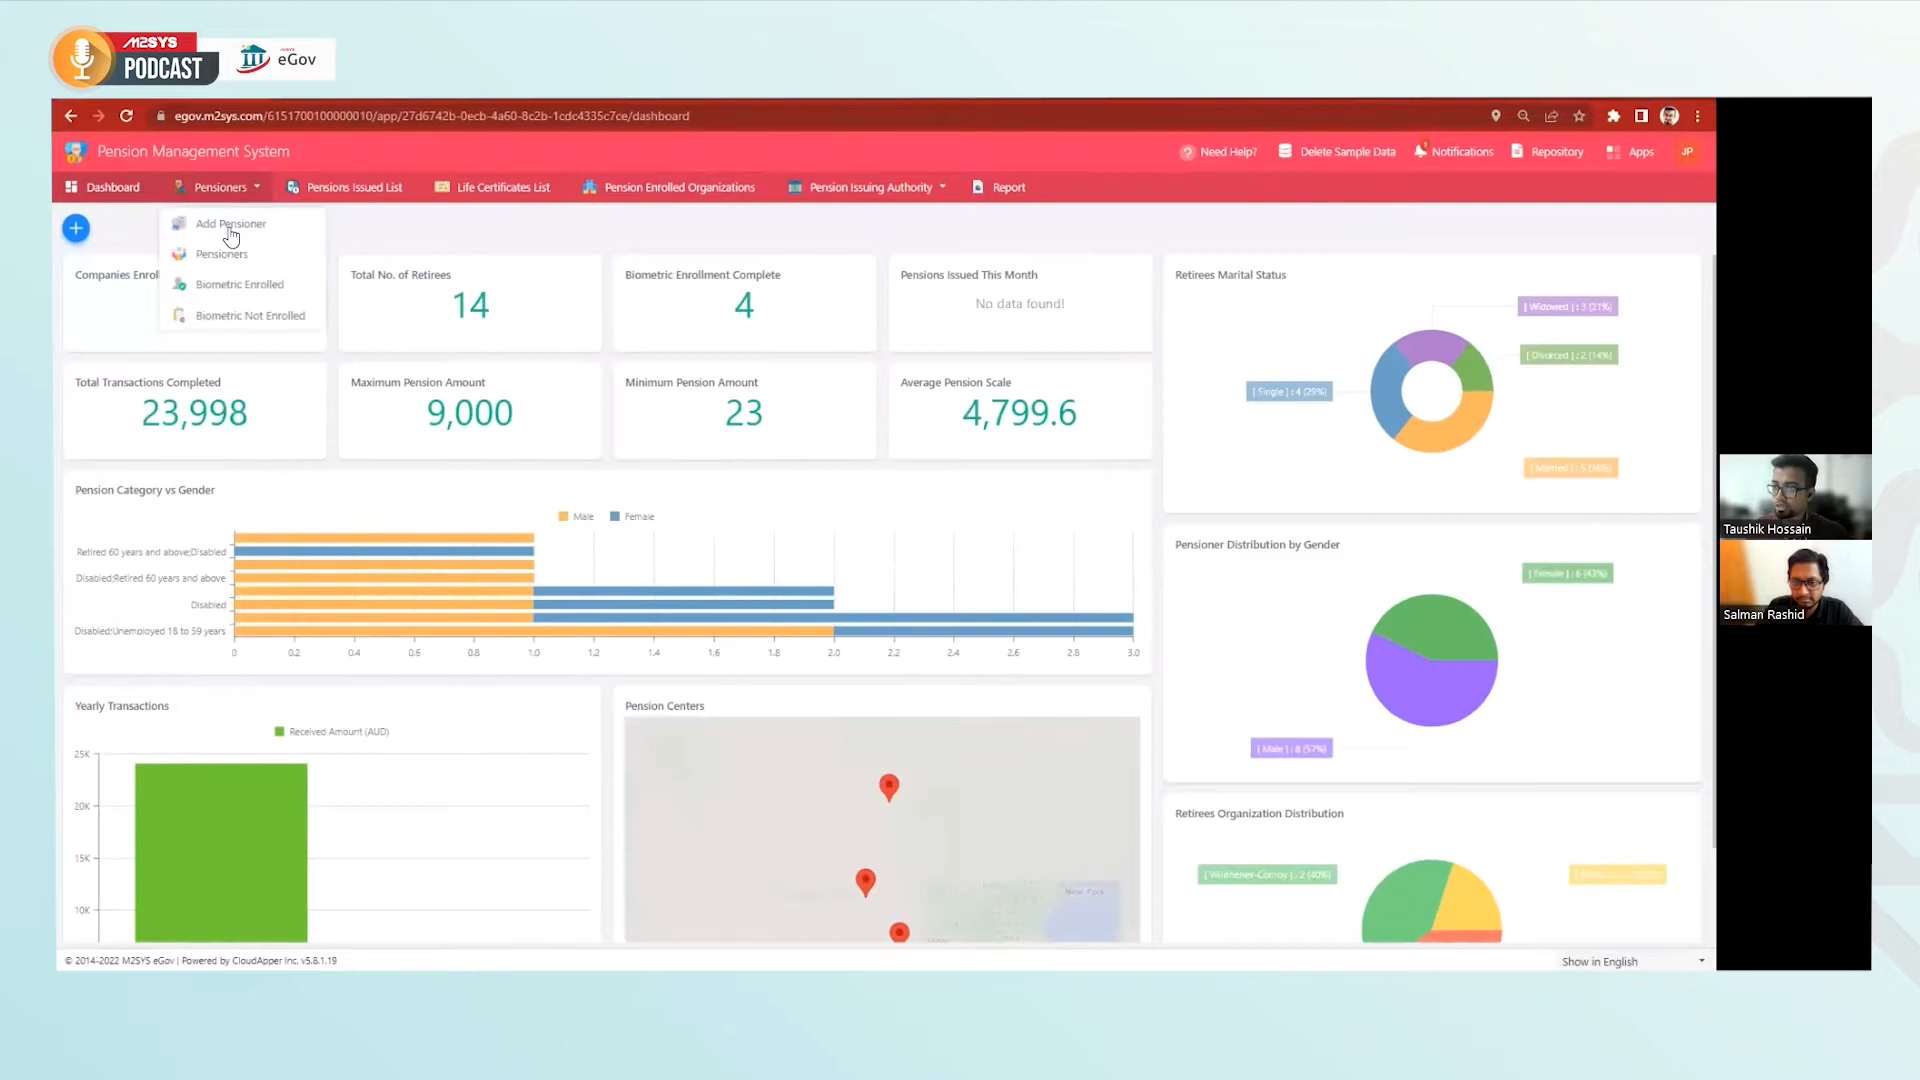 M2SYS
PODCAST
M2SYS
eGov
egov.m2sys.com/6151700100000010/app/27d6742b-0ecb-4a60-8c2b-1cdc4335c7ce/dashboard
Pension Management System
Need Help?
Delete Sample Data
Notifications
Repository
Apps
JP
Dashboard
Pensioners
Pensions Issued List
Life Certificates List
Pension Enrolled Organizations
Pension Issuing Authority
Report
Add Pensioner
Pensioners
Biometric Enrolled
Biometric Not Enrolled
Companies Enrol
Total No. of Retirees
14
Biometric Enrollment Complete
4
Pensions Issued This Month
No data found!
Total Transactions Completed
23,998
Maximum Pension Amount
9,000
Minimum Pension Amount
23
Average Pension Scale
4,799.6
Retirees Marital Status
[ Widowed ] : 3 (21%)
[ Divorced ] : 2 (14%)
[ Single ] : 4 (29%)
[ Married ] : 5 (36%)
Pension Category vs Gender
Male
Female
Retired 60 years and above;Disabled
Disabled;Retired 60 years and above
Disabled
Disabled;Unemployed 18 to 59 years
0 0.2 0.4 0.6 0.8 1.0 1.2 1.4 1.6 1.8 2.0 2.2 2.4 2.6 2.8 3.0
Pensioner Distribution by Gender
[ Female ] : 6 (43%)
[ Male ] : 8 (57%)
Yearly Transactions
Received Amount (AUD)
25K
20K
15K
10K
Pension Centers
New York
Retirees Organization Distribution
[ Wintheiser-Conroy ] : 2 (40%)
© 2014-2022 M2SYS eGov | Powered by CloudApper Inc. v5.8.1.19
Show in English
Taushik Hossain
Salman Rashid